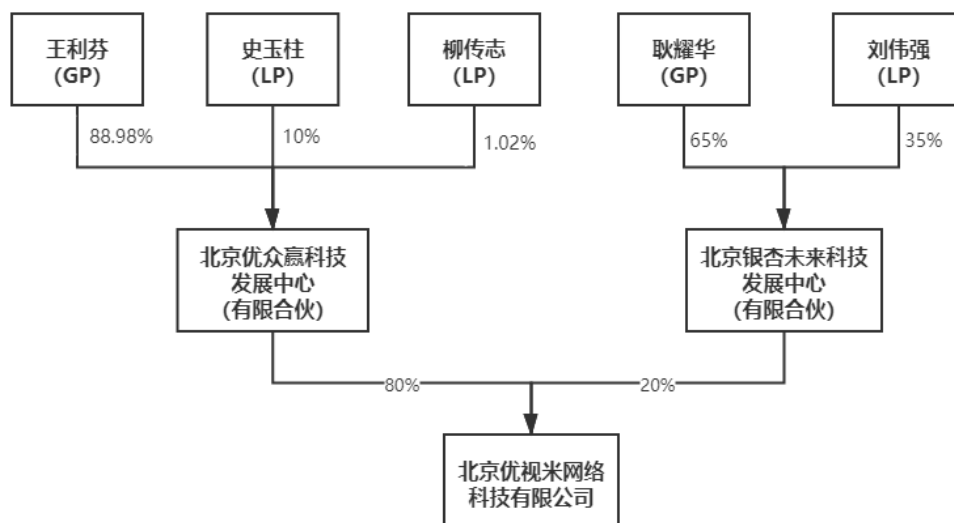 王利芬
（GP）
史玉柱
（LP）
柳传志
（LP）
耿耀华
（GP）
刘伟强
（LP）
88.98%
10%
1.02%
65%
35%
北京优众赢科技
发展中心
（有限合伙）
北京银杏未来科技
发展中心
（有限合伙）
80%
20%
北京优视米网络
科技有限公司